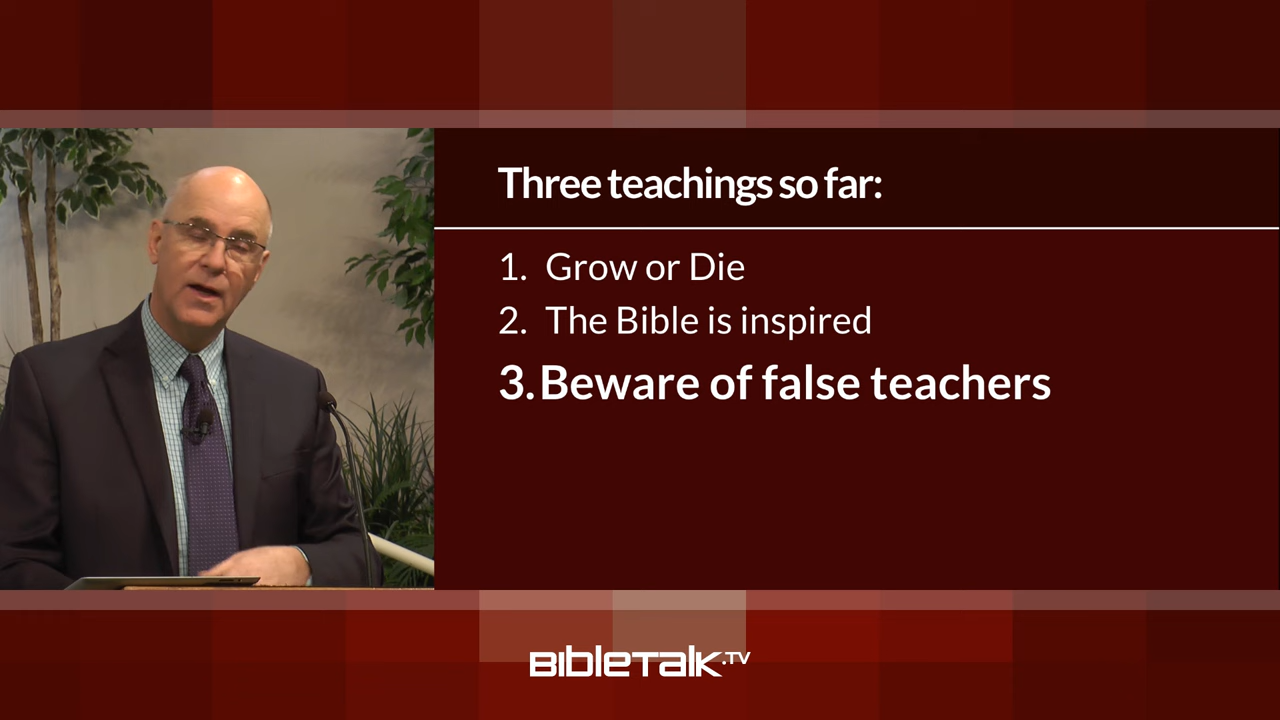 Three teachings so far:
1. Grow or Die
2. The Bible is inspired
3. Beware of false teachers
BIBLETALK.TV